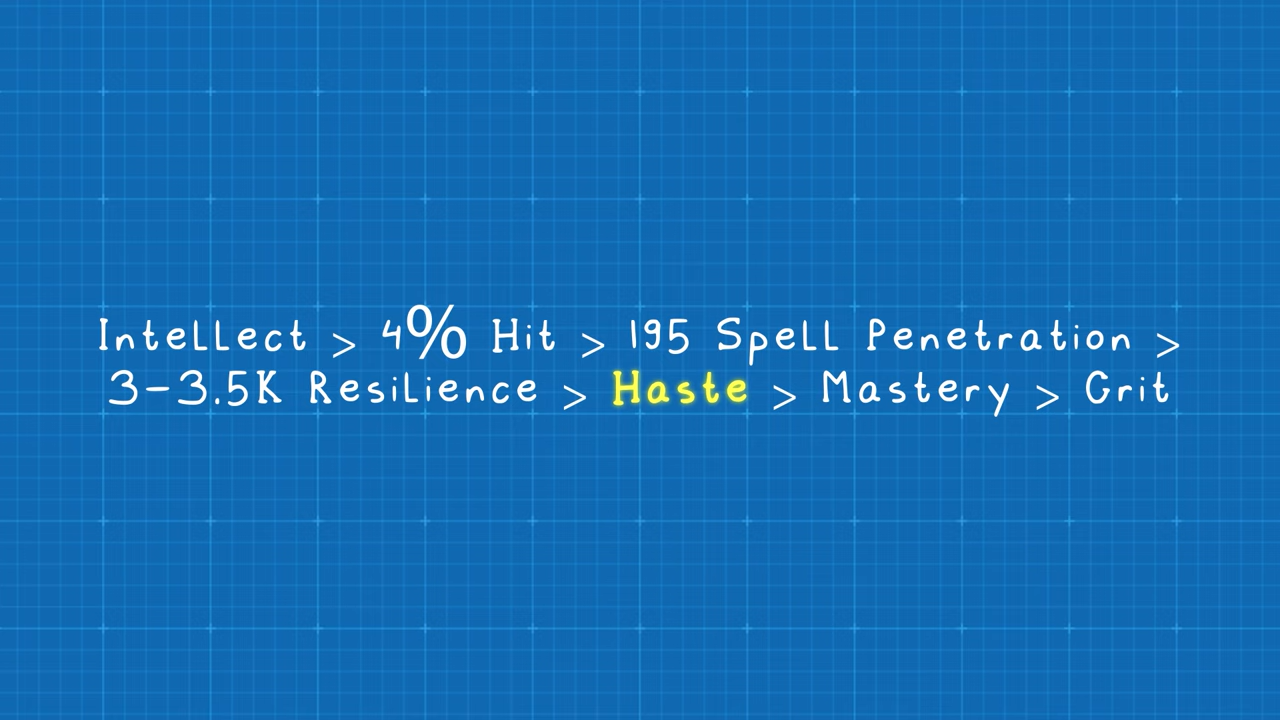 Intellect > 4% Hit > 195 Spell Penetration >
3-3.5K Resilience > Haste > Mastery > Crit